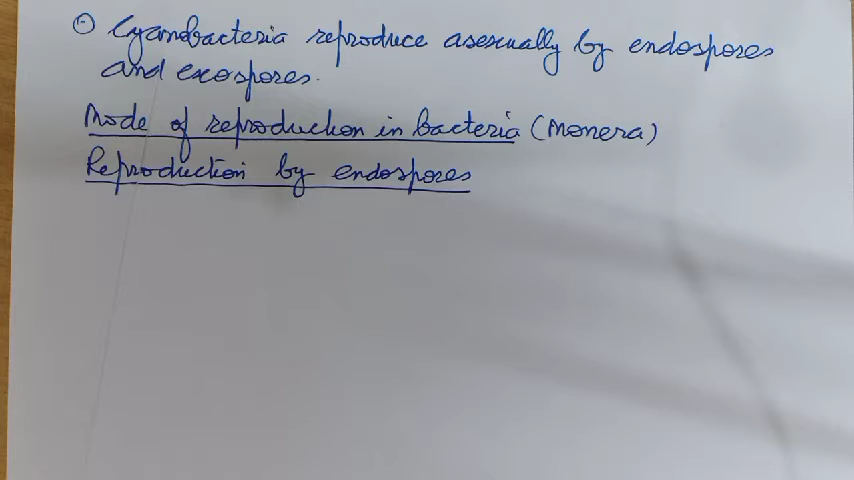 ⊙ Cyanobacteria reproduce asexually by endospores
and exospores.
Mode of reproduction in bacteria (Monera)
Reproduction by endospores